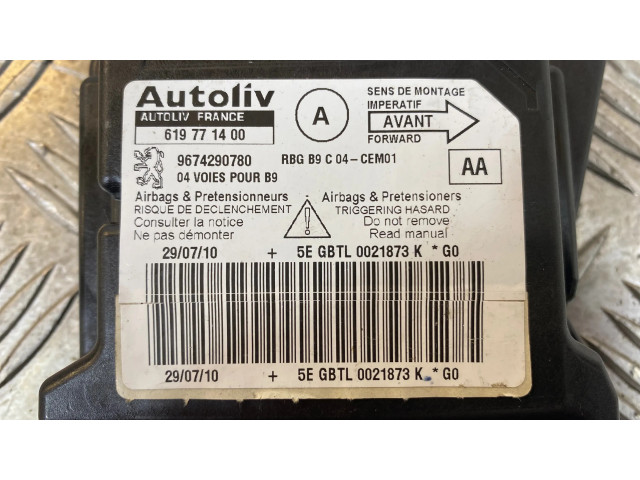 Autoliv
AUTOLIV FRANCE
619 77 14 00
A
SENS DE MONTAGE
IMPERATIF
AVANT
FORWARD
9674290780
RBG B9 C 04-CEM01
04 VOIES POUR B9
AA
Airbags & Pretensionneurs
RISQUE DE DECLENCHEMENT
Consulter la notice
Ne pas démonter
Airbags & Pretensioners
TRIGGERING HASARD
Do not remove
Read manual
29/07/10 + 5E GBTL 0021873 K * G0
29/07/10 + 5E GBTL 0021873 K * G0